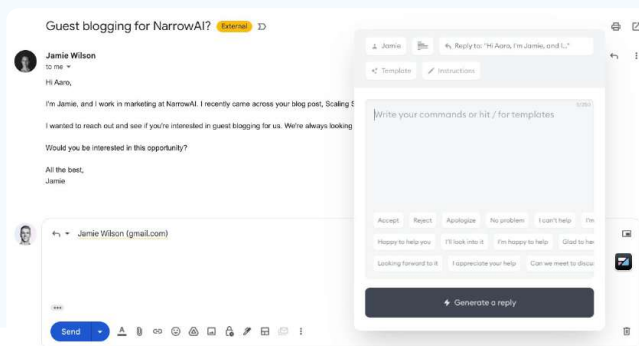 Guest blogging for NarrowAI? External
Jamie Wilson
to me
Hi Aaro,
I'm Jamie, and I work in marketing at NarrowAI. I recently came across your blog post, Scaling S
I wanted to reach out and see if you're interested in guest blogging for us. We're always looking
Would you be interested in this opportunity?
All the best,
Jamie
Jamie Wilson (gmail.com)
Send
Jamie Reply to: "Hi Aaro, I'm Jamie, and I..."
Template Instructions
Write your commands or hit / for templates
Accept Reject Apologize No problem I can't help I'm
Happy to help you I'll look into it I'm happy to help Glad to hav
Looking forward to it I appreciate your help Can we meet to discu
Generate a reply